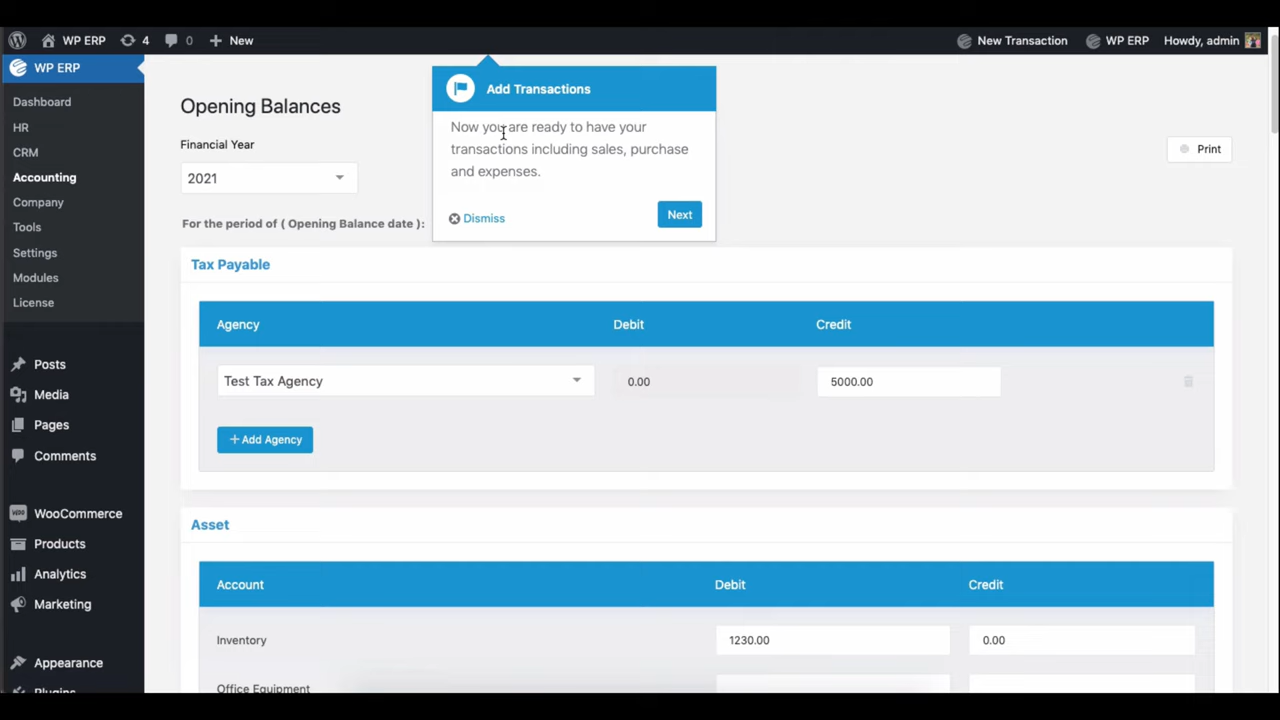 WP ERP
4
0
New
New Transaction
WP ERP
Howdy, admin
WP ERP
Dashboard
HR
CRM
Accounting
Company
Tools
Settings
Modules
License
Posts
Media
Pages
Comments
WooCommerce
Products
Analytics
Marketing
Appearance
Plugins
Opening Balances
Financial Year
2021
For the period of ( Opening Balance date ):
Add Transactions
Now you are ready to have your
transactions including sales, purchase
and expenses.
Dismiss
Next
Print
Tax Payable
Agency Debit Credit
Test Tax Agency 0.00 5000.00
+ Add Agency
Asset
Account Debit Credit
Inventory 1230.00 0.00
Office Equipment